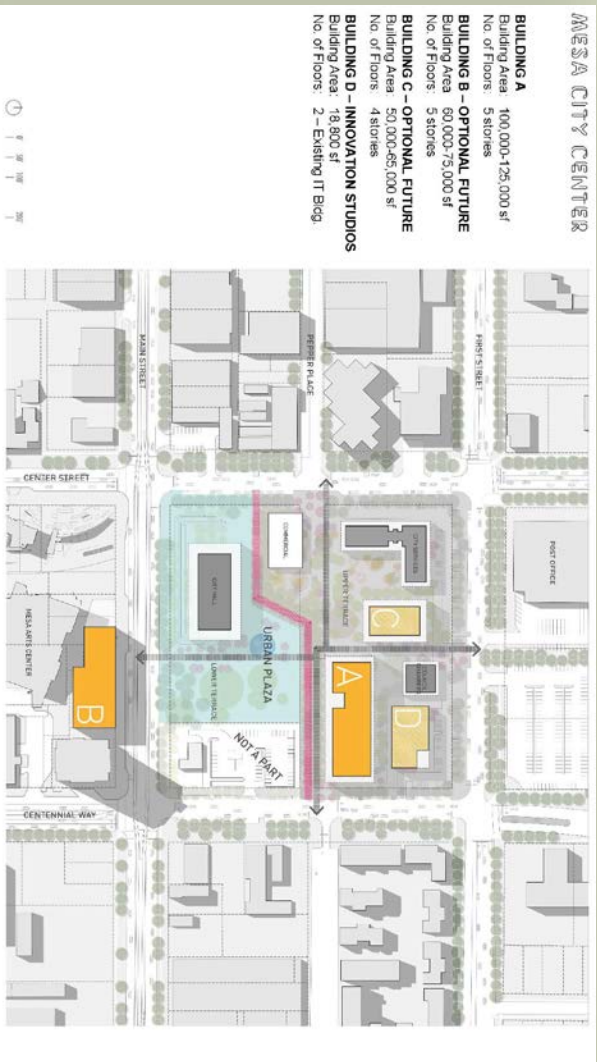 MESA CITY CENTER
BUILDING A
Building Area: 100,000-125,000 sf
No. of Floors: 5 stories
BUILDING B – OPTIONAL FUTURE
Building Area 60,000-75,000 sf
No. of Floors: 5 stories
BUILDING C – OPTIONAL FUTURE
Building Area: 50,000-65,000 sf
No. of Floors: 4 stories
BUILDING D – INNOVATION STUDIOS
Building Area: 18,800 sf
No. of Floors: 2 – Existing IT Bldg.
FIRST STREET
PEPPER PLACE
MAIN STREET
CENTER STREET
POST OFFICE
CITY SERVICES
UPPER TERRACE
C
D
A
COMMERCIAL
URBAN PLAZA
CITY HALL
LOWER TERRACE
NOT A PART
MESA ARTS CENTER
B
CENTENNIAL WAY